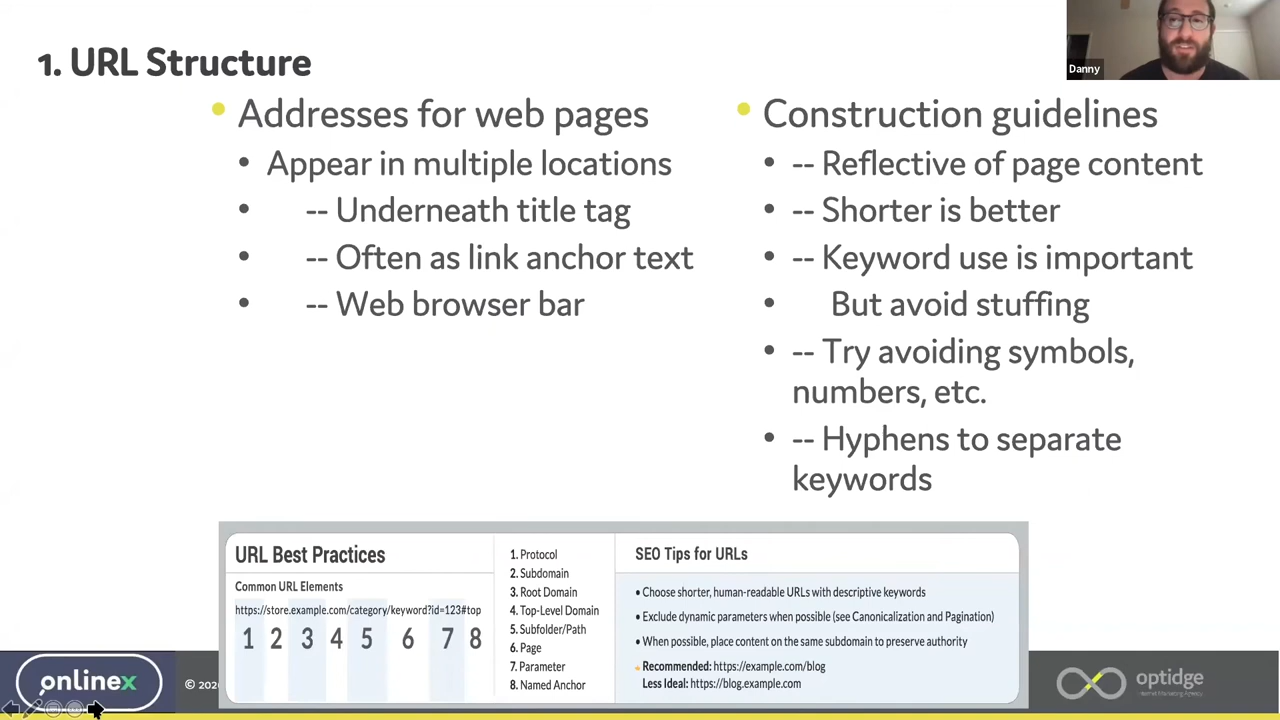 Danny
1. URL Structure
• Addresses for web pages
• Appear in multiple locations
• -- Underneath title tag
• -- Often as link anchor text
• -- Web browser bar
• Construction guidelines
• -- Reflective of page content
• -- Shorter is better
• -- Keyword use is important
• But avoid stuffing
• -- Try avoiding symbols,
numbers, etc.
• -- Hyphens to separate
keywords
URL Best Practices
Common URL Elements
https://store.example.com/category/keyword?id=123#top
1 2 3 4 5 6 7 8
1. Protocol
2. Subdomain
3. Root Domain
4. Top-Level Domain
5. Subfolder/Path
6. Page
7. Parameter
8. Named Anchor
SEO Tips for URLs
• Choose shorter, human-readable URLs with descriptive keywords
• Exclude dynamic parameters when possible (see Canonicalization and Pagination)
• When possible, place content on the same subdomain to preserve authority
Recommended: https://example.com/blog
Less Ideal: https://blog.example.com
onlinex
© 202
optidge
Internet Marketing Agency